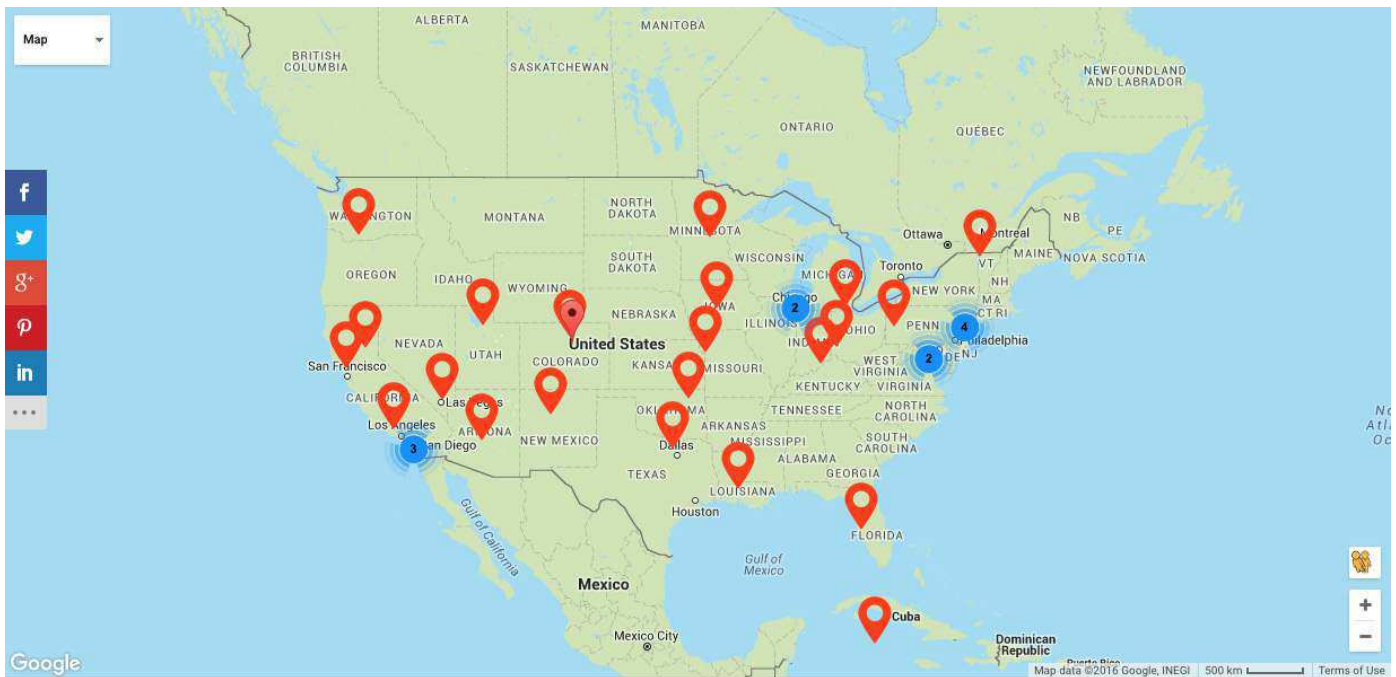 Map
ALBERTA
MANITOBA
BRITISH
COLUMBIA
SASKATCHEWAN
NEWFOUNDLAND
AND LABRADOR
ONTARIO
QUÉBEC
f
g+
in
NORTH
DAKOTA
MONTANA
MINNESOTA
Ottawa
Montreal
NB
PE
MAINE
NOVA SCOTIA
VT
NH
SOUTH
DAKOTA
WISCONSIN
MICHIGAN
Toronto
OREGON
IDAHO
WYOMING
IOWA
Chicago
NEW YORK
MA
CT RI
NEBRASKA
ILLINOIS
OHIO
PENN
Philadelphia
2
4
2
3
United States
NEVADA
UTAH
COLORADO
KANSAS
MISSOURI
WEST
VIRGINIA
DE
NJ
San Francisco
KENTUCKY
VIRGINIA
CALIFORNIA
Las Vegas
OKLAHOMA
TENNESSEE
NORTH
CAROLINA
Los Angeles
ARIZONA
NEW MEXICO
ARKANSAS
San Diego
Dallas
MISSISSIPPI
SOUTH
CAROLINA
ALABAMA
TEXAS
GEORGIA
LOUISIANA
Houston
FLORIDA
Gulf of California
Gulf of
Mexico
Mexico
Cuba
Mexico City
Dominican
Republic
Puerto Rico
Google
Map data ©2016 Google, INEGI
500 km
Terms of Use